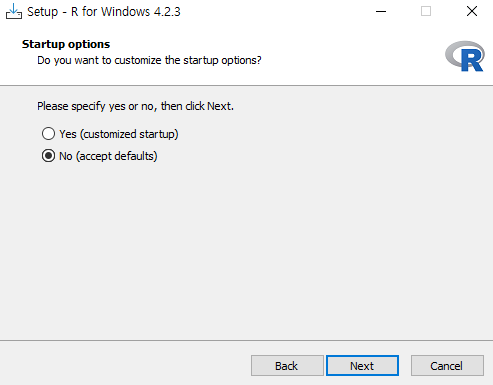 Setup - R for Windows 4.2.3
Startup options
Do you want to customize the startup options?
R
Please specify yes or no, then click Next.
Yes (customized startup)
No (accept defaults)
Back
Next
Cancel